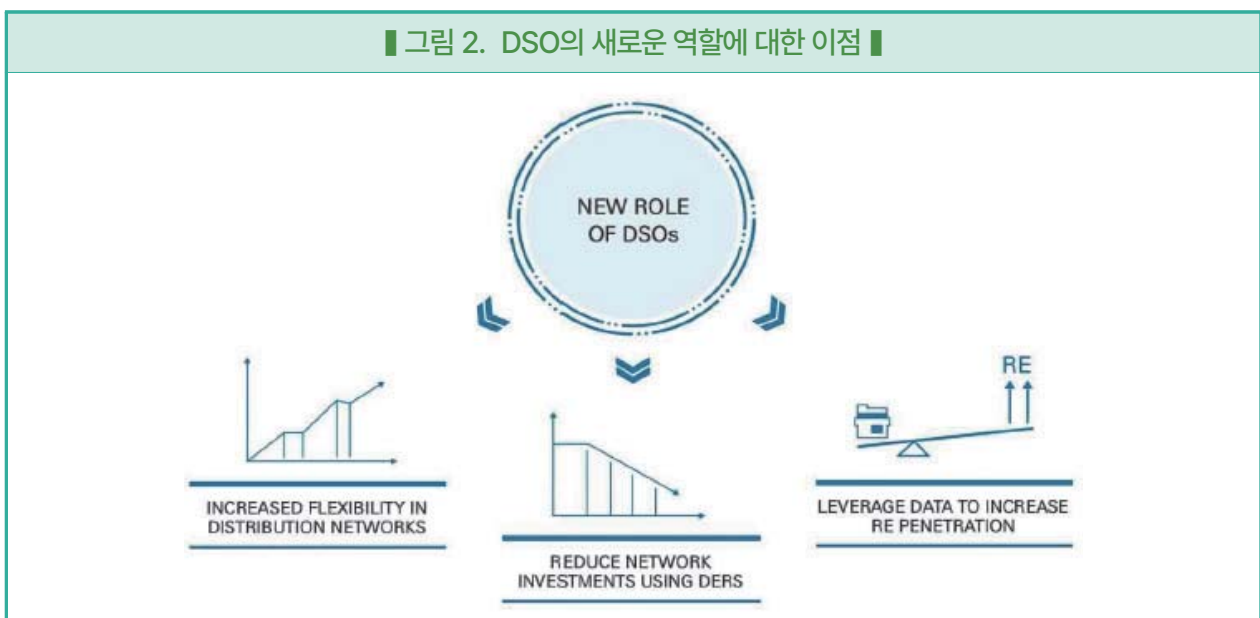 ▮ 그림 2. DSO의 새로운 역할에 대한 이점 ▮
NEW ROLE
OF DSOs
INCREASED FLEXIBILITY IN
DISTRIBUTION NETWORKS
REDUCE NETWORK
INVESTMENTS USING DERS
RE
LEVERAGE DATA TO INCREASE
RE PENETRATION